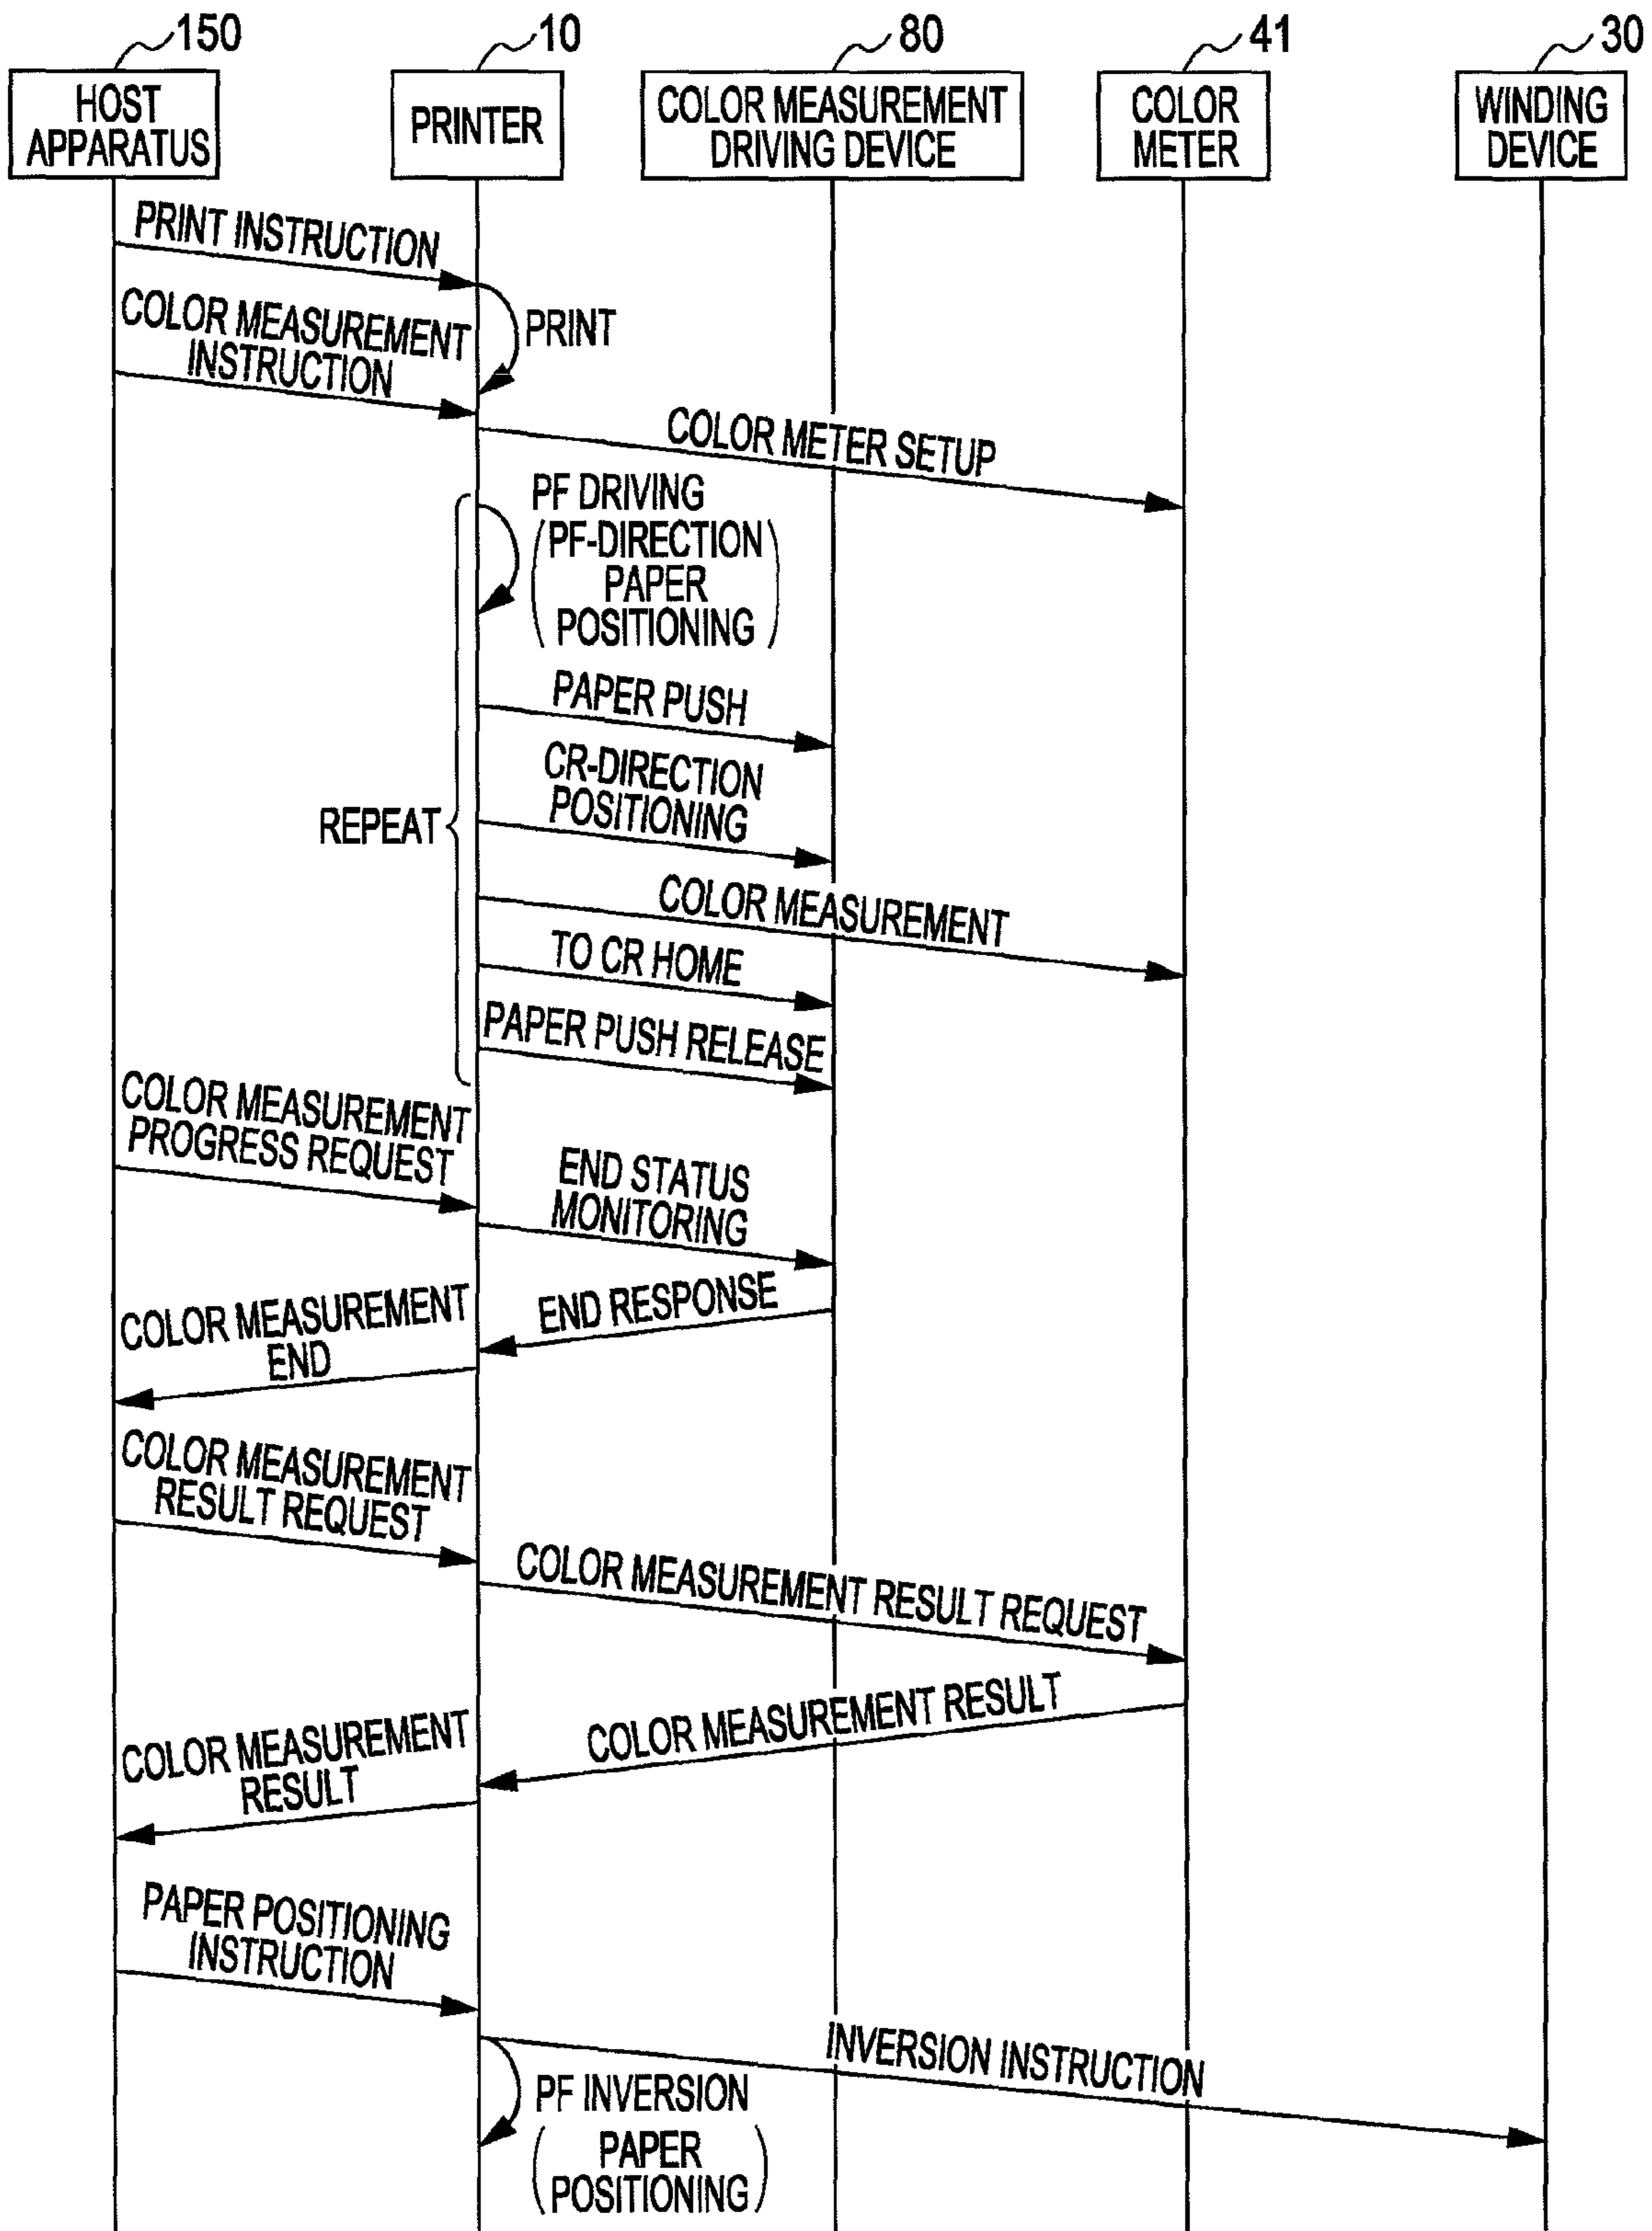 150
10
80
41
30
HOST
APPARATUS
PRINTER
COLOR MEASUREMENT
DRIVING DEVICE
COLOR
METER
WINDING
DEVICE
PRINT INSTRUCTION
PRINT
COLOR MEASUREMENT
INSTRUCTION
COLOR METER SETUP
PF DRIVING
(PF-DIRECTION
PAPER
POSITIONING)
PAPER PUSH
CR-DIRECTION
POSITIONING
REPEAT
COLOR MEASUREMENT
TO CR HOME
PAPER PUSH RELEASE
COLOR MEASUREMENT
PROGRESS REQUEST
END STATUS
MONITORING
END RESPONSE
COLOR MEASUREMENT
END
COLOR MEASUREMENT
RESULT REQUEST
COLOR MEASUREMENT RESULT REQUEST
COLOR MEASUREMENT RESULT
COLOR MEASUREMENT
RESULT
PAPER POSITIONING
INSTRUCTION
INVERSION INSTRUCTION
PF INVERSION
(PAPER
POSITIONING)